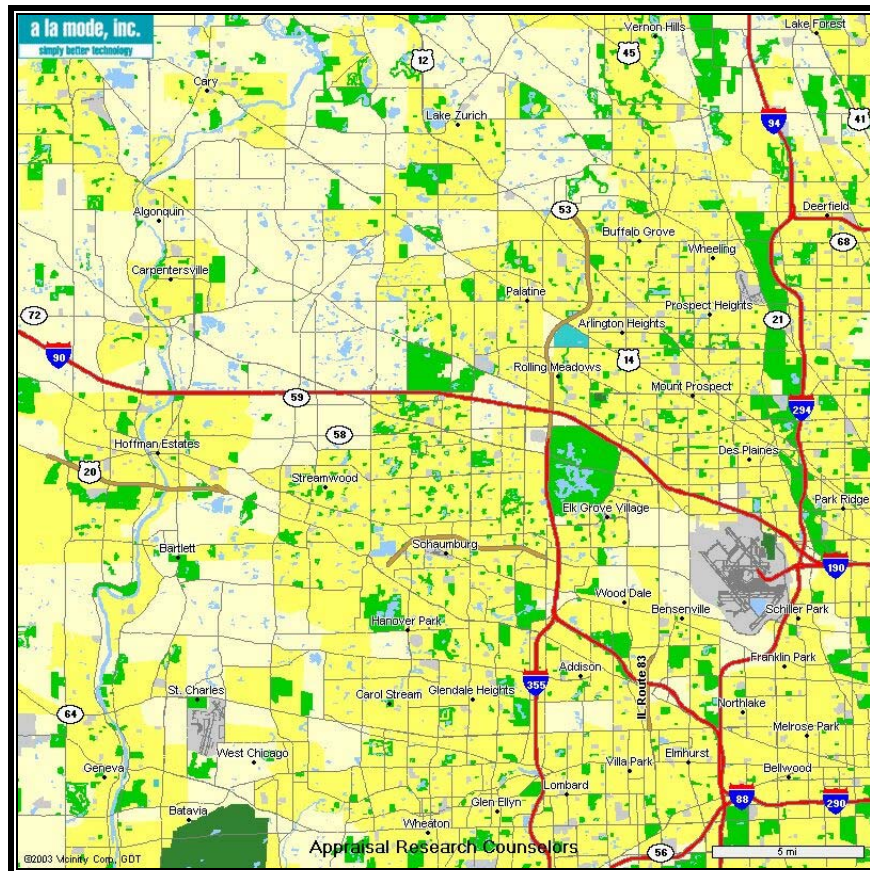 a la mode, inc.
simply better technology
Vernon Hills
Lake Forest
45
12
Cary
Lake Zurich
94
41
53
Algonquin
Deerfield
Buffalo Grove
68
Wheeling
Carpentersville
Palatine
Prospect Heights
72
21
Arlington Heights
90
14
Rolling Meadows
Mount Prospect
59
294
58
Hoffman Estates
Des Plaines
20
Streamwood
Park Ridge
Elk Grove Village
Schaumburg
Bartlett
190
Wood Dale
Bensenville
Schiller Park
Hanover Park
Franklin Park
Addison
355
IL Route 83
St. Charles
Carol Stream
Glendale Heights
Northlake
64
Melrose Park
West Chicago
Villa Park
Elmhurst
Geneva
Bellwood
Lombard
88
290
Batavia
Glen Ellyn
Wheaton
Appraisal Research Counselors
56
5 mi
©2003 Vicinity Corp, GDT